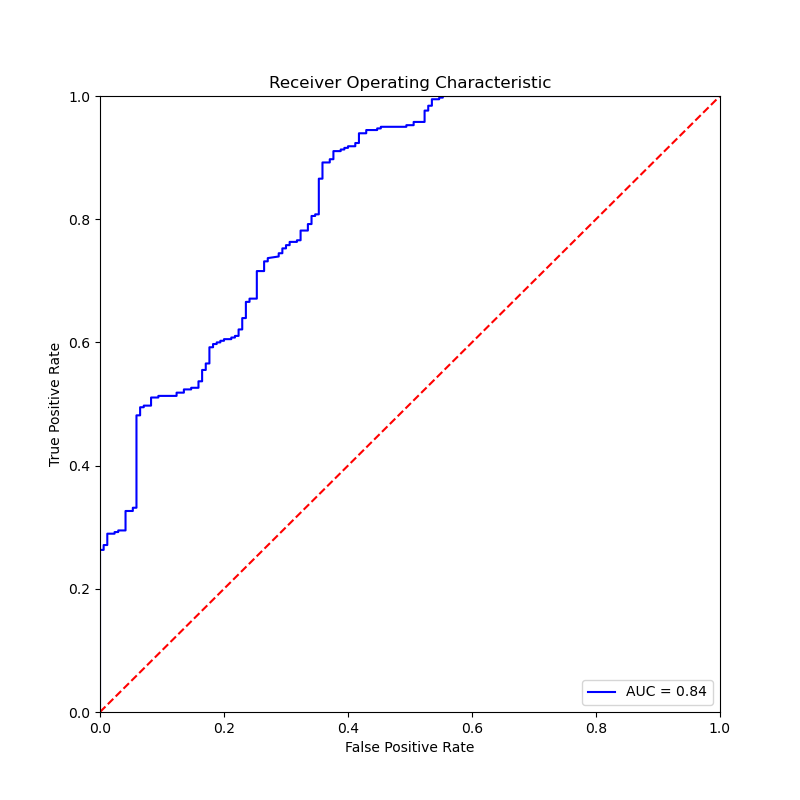 Receiver Operating Characteristic
True Positive Rate
1.0
0.8
0.6
0.4
0.2
0.0
AUC = 0.84
0.0 0.2 0.4 0.6 0.8 1.0
False Positive Rate